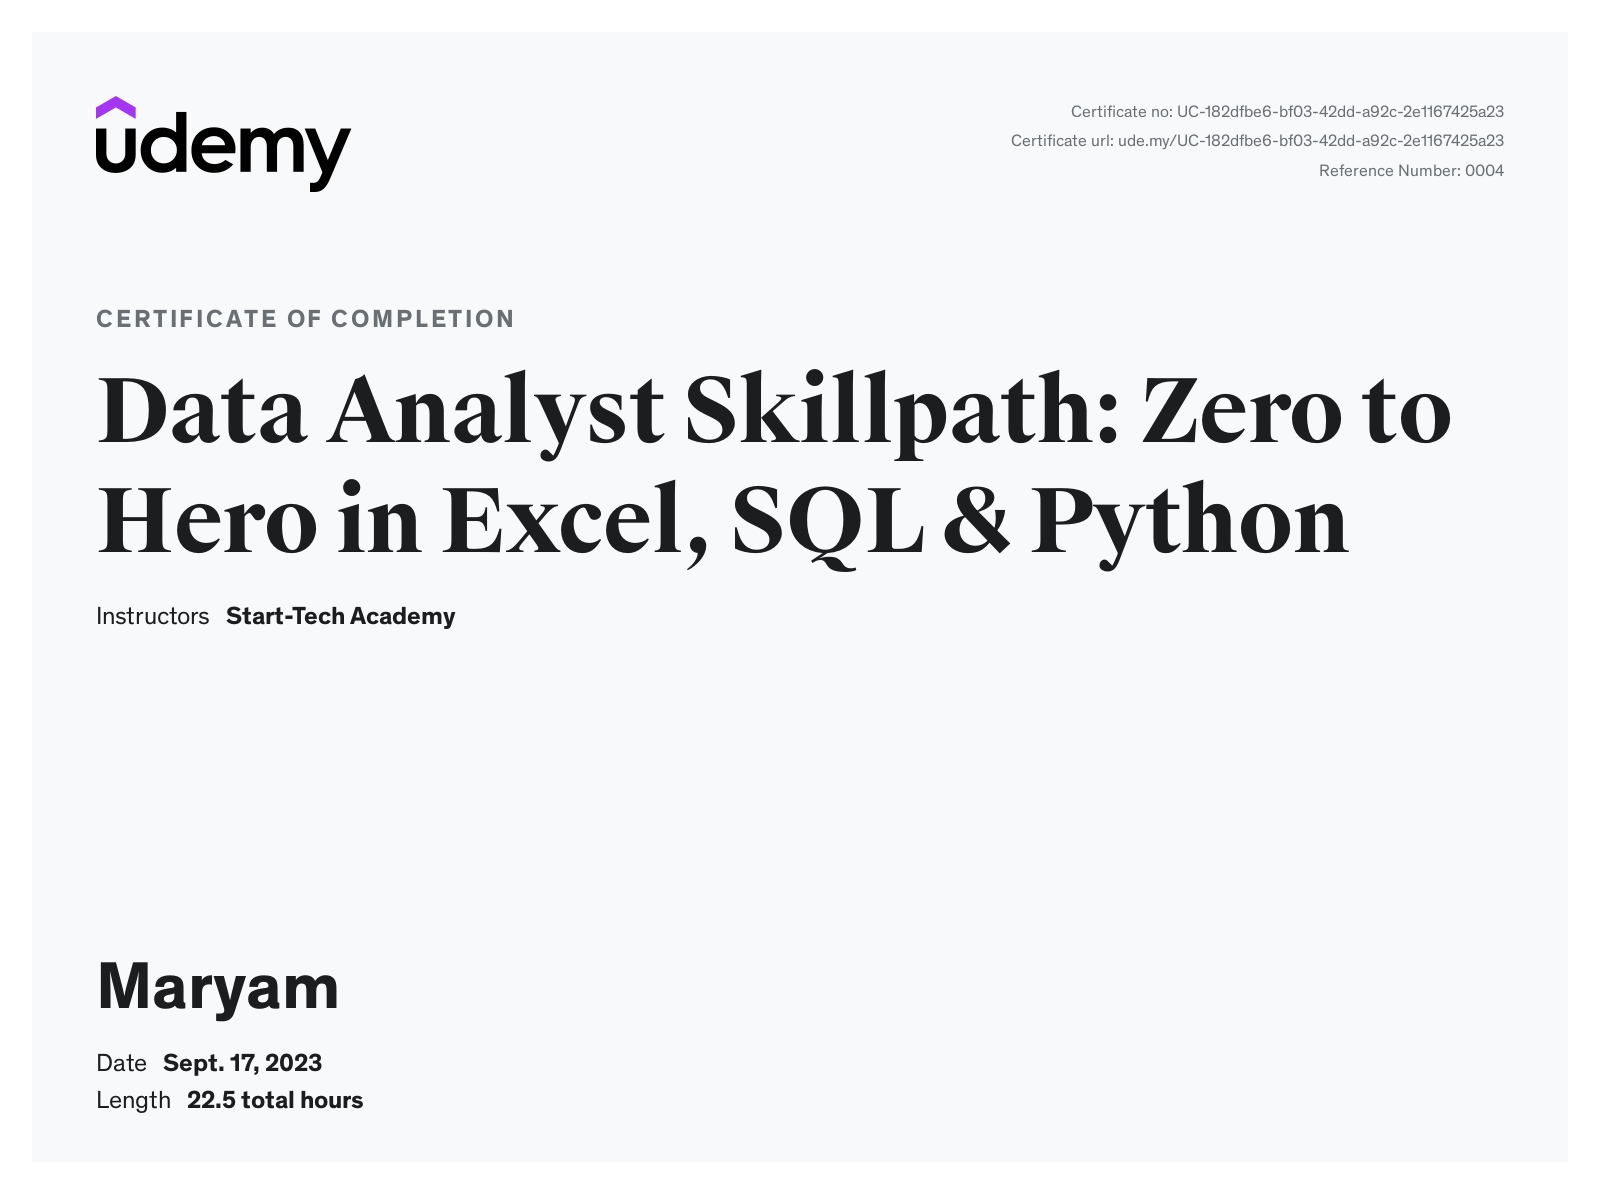 udemy
Certificate no: UC-182dfbe6-bf03-42dd-a92c-2e1167425a23
Certificate url: ude.my/UC-182dfbe6-bf03-42dd-a92c-2e1167425a23
Reference Number: 0004
CERTIFICATE OF COMPLETION
Data Analyst Skillpath: Zero to
Hero in Excel, SQL & Python
Instructors Start-Tech Academy
Maryam
Date Sept. 17, 2023
Length 22.5 total hours